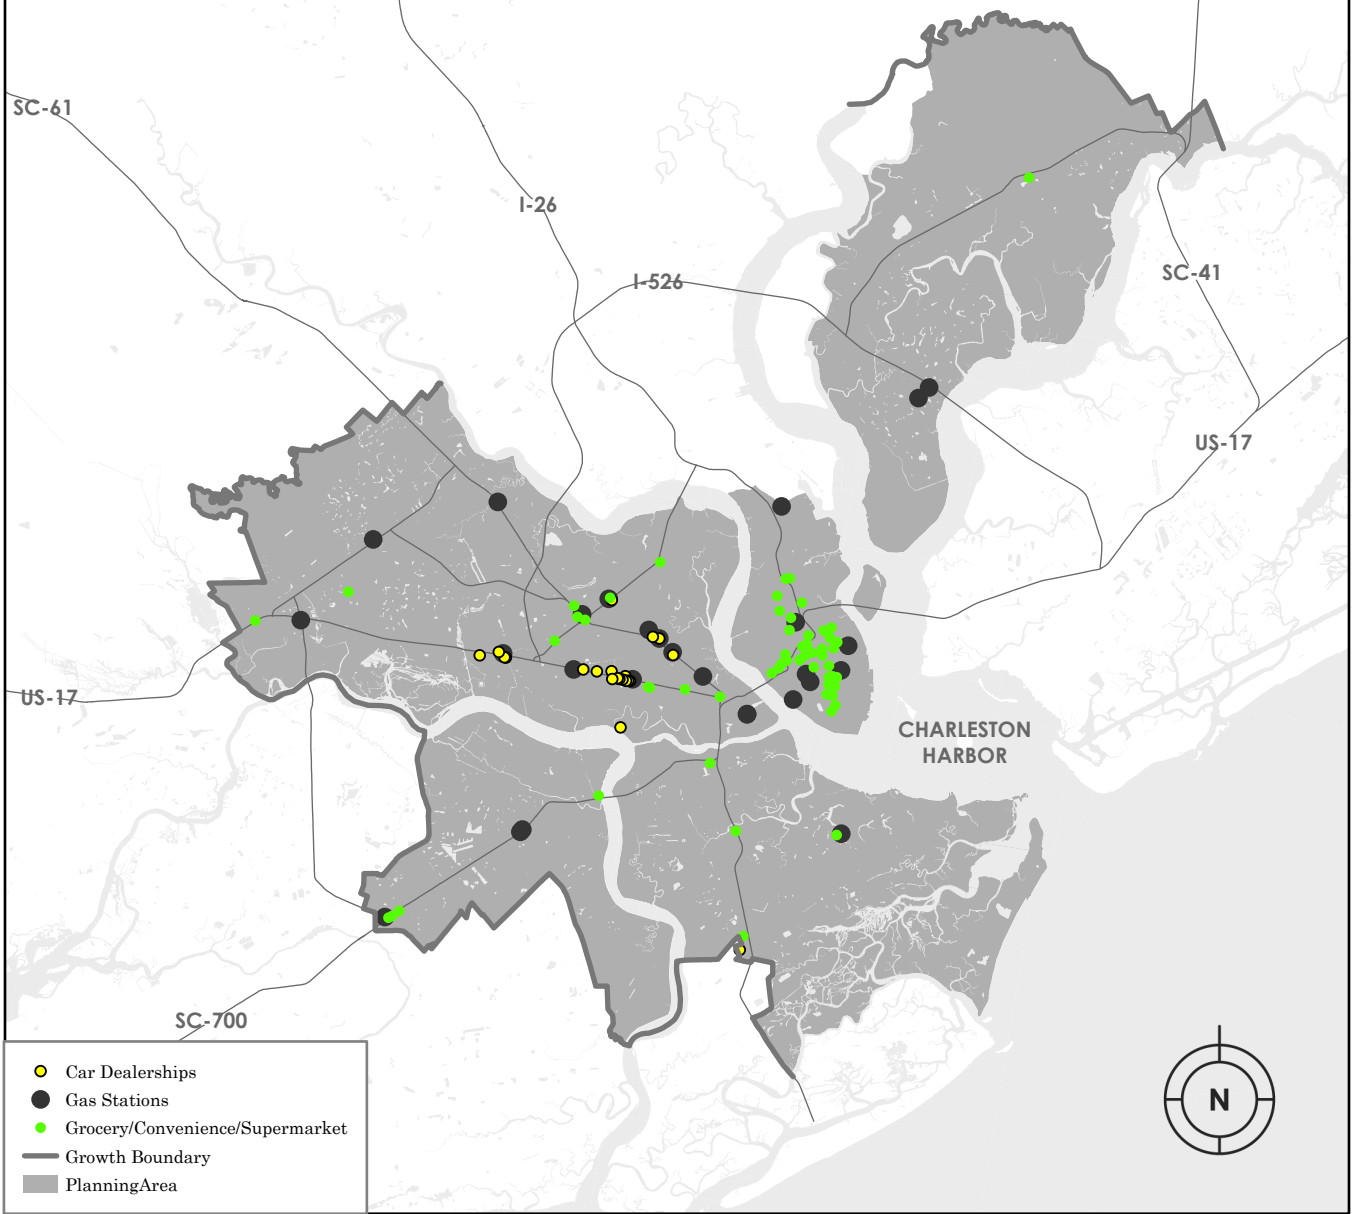 SC-61
I-26
I-526
SC-41
US-17
US-17
CHARLESTON
HARBOR
SC-700
Car Dealerships
Gas Stations
Grocery/Convenience/Supermarket
Growth Boundary
PlanningArea
N